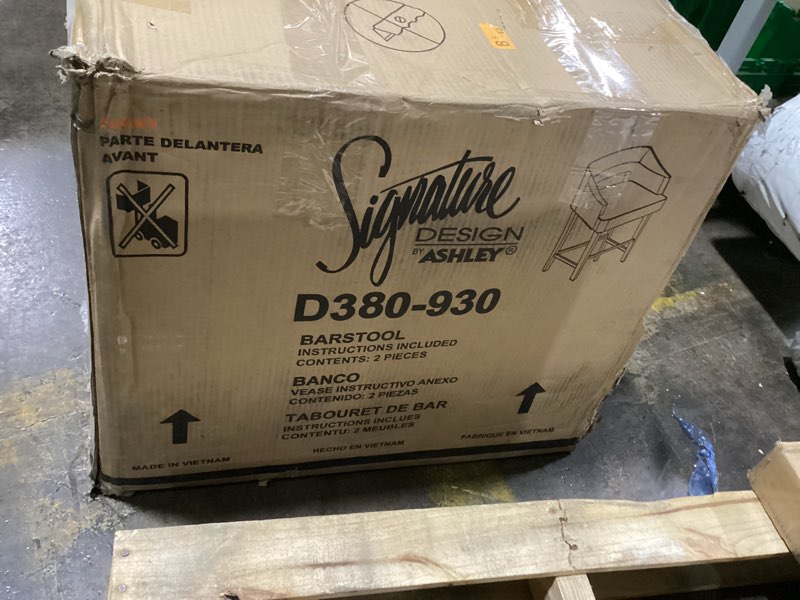 PARTE DELANTERA
AVANT
Signature
DESIGN
BY ASHLEY®
D380-930
BARSTOOL
INSTRUCTIONS INCLUDED
CONTENTS: 2 PIECES
BANCO
VEASE INSTRUCTIVO ANEXO
CONTENIDO: 2 PIEZAS
TABOURET DE BAR
INSTRUCTIONS INCLUES
CONTENTU: 2 MEUBLES
MADE IN VIETNAM
HECHO EN VIETNAM
FABRIQUE EN VIETNAM